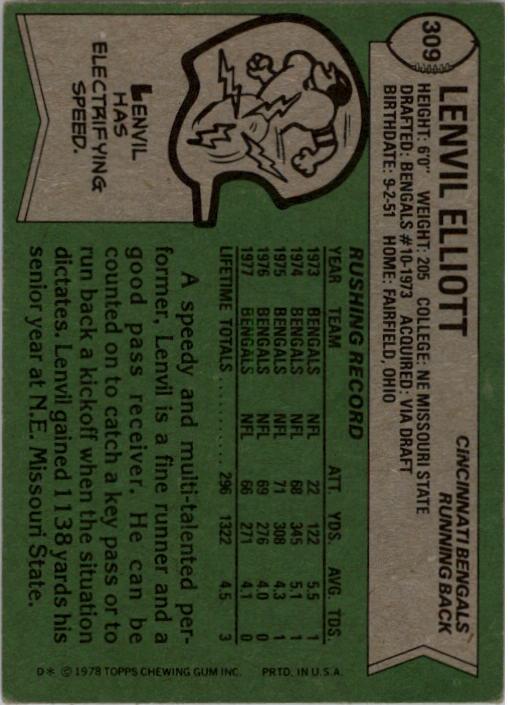 309
LENVIL ELLIOTT
CINCINNATI BENGALS
RUNNING BACK
HEIGHT: 6'0" WEIGHT: 205 COLLEGE: NE MISSOURI STATE
DRAFTED: BENGALS #10-1973 ACQUIRED: VIA DRAFT
BIRTHDATE: 9-2-51 HOME: FAIRFIELD, OHIO
LENVIL
HAS
ELECTRIFYING
SPEED.
RUSHING RECORD
YEAR TEAM ATT. YDS. AVG. TDS.
1973 BENGALS NFL 22 122 5.5 1
1974 BENGALS NFL 68 345 5.1 1
1975 BENGALS NFL 71 308 4.3 1
1976 BENGALS NFL 69 276 4.0 0
1977 BENGALS NFL 66 271 4.1 0
LIFETIME TOTALS ........ 296 1322 4.5 3
A speedy and multi-talented per-
former, Lenvil is a fine runner and a
good pass receiver. He can be
counted on to catch a key pass or to
run back a kickoff when the situation
dictates. Lenvil gained 1138 yards his
senior year at N.E. Missouri State.
D* © 1978 TOPPS CHEWING GUM INC. PRTD. IN U.S.A.